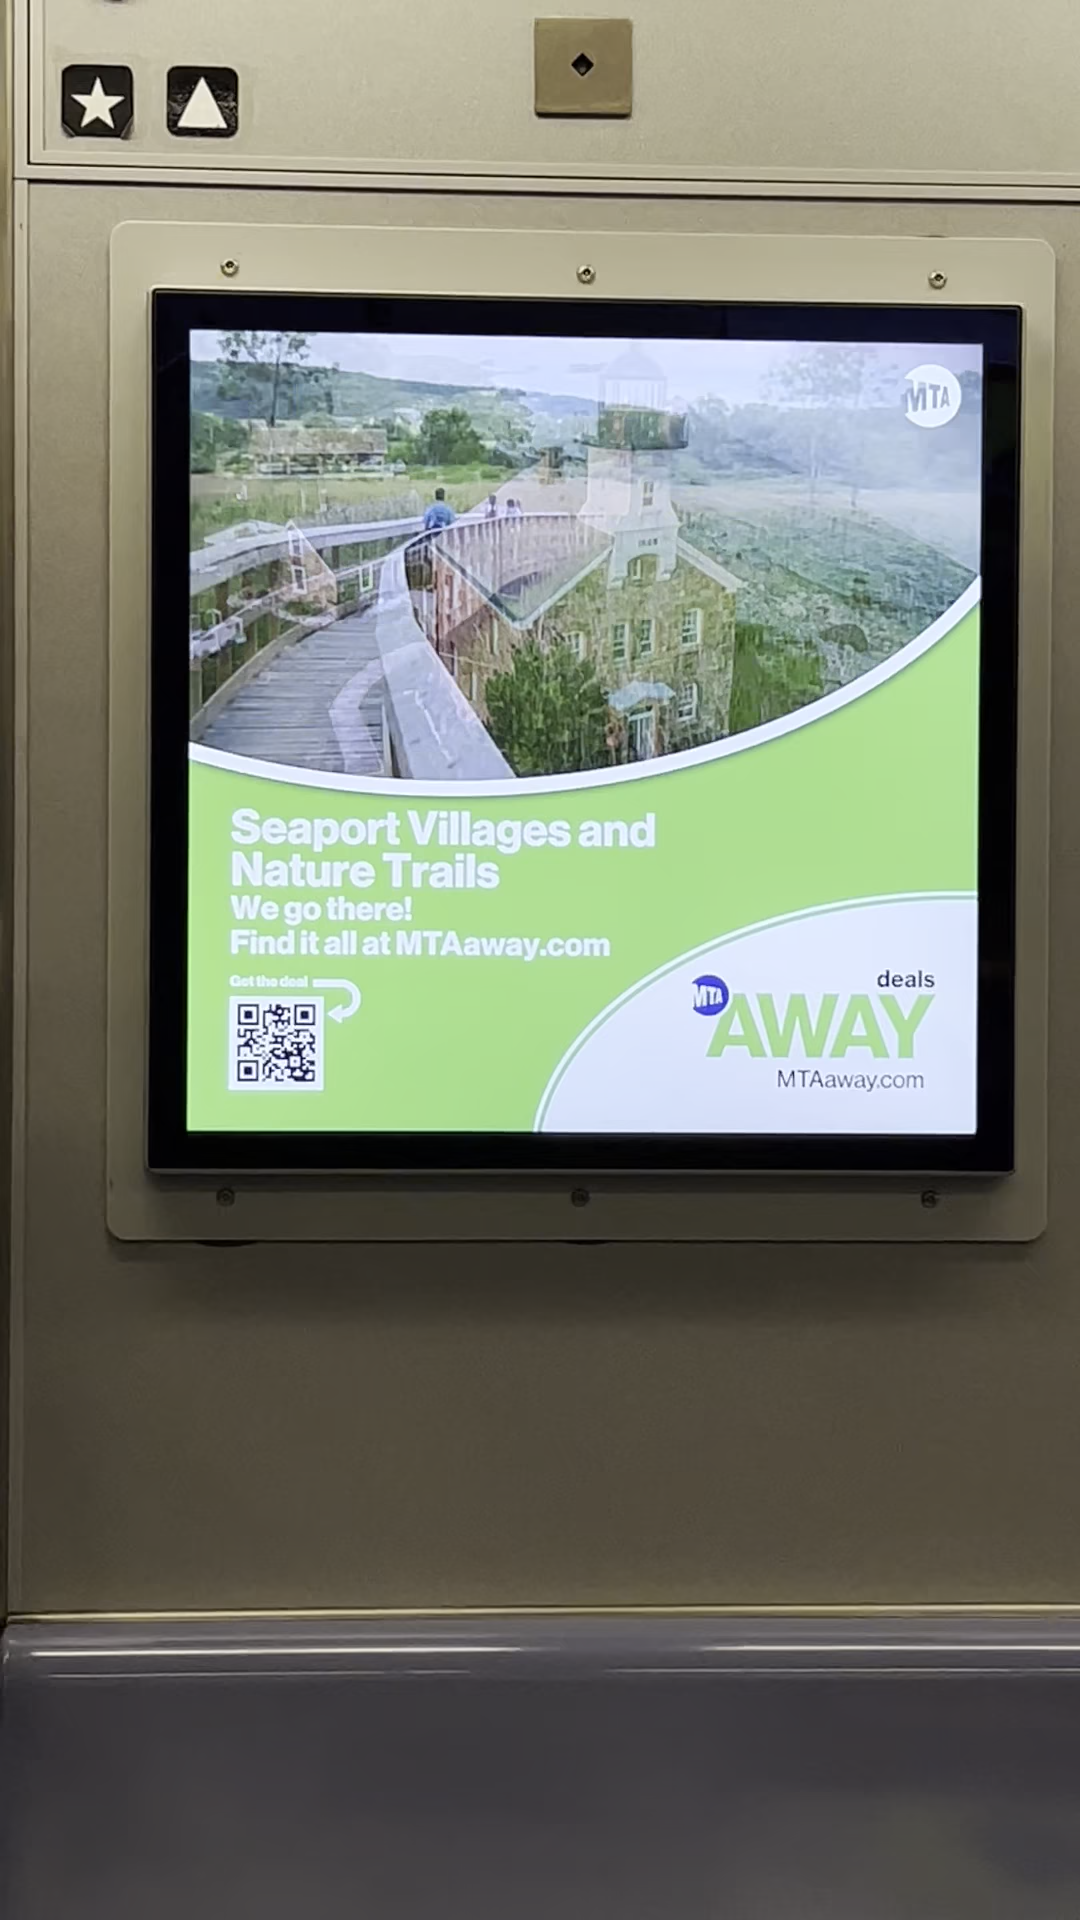 MTA
Seaport Villages and
Nature Trails
We go there!
Find it all at MTAaway.com
Get the deal
deals
MTA
AWAY
MTAaway.com